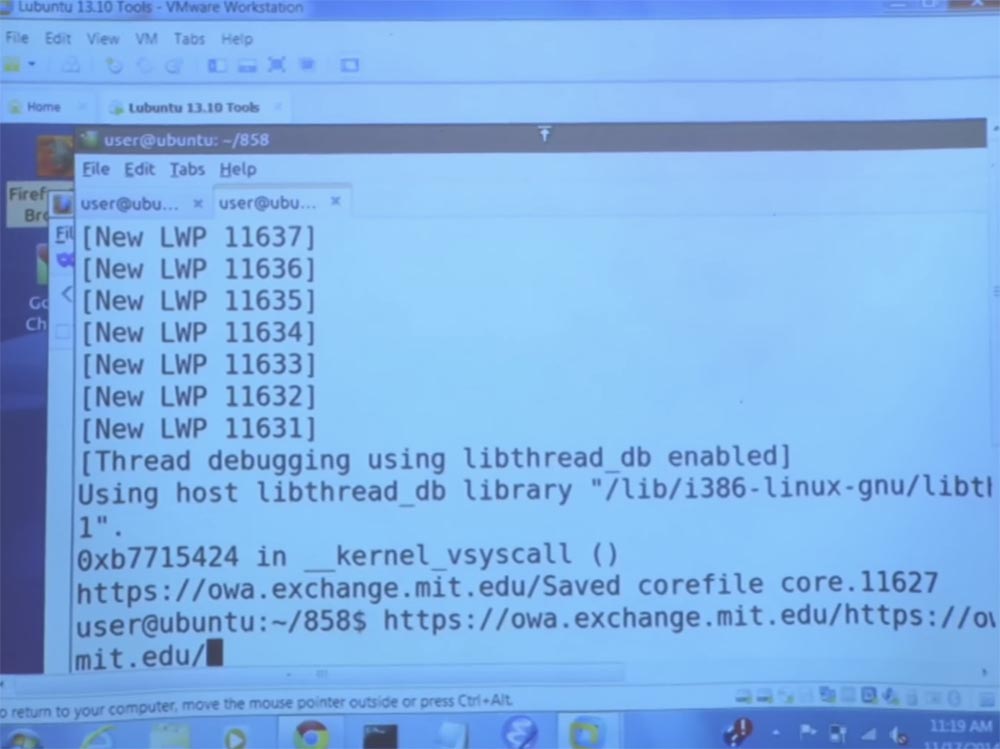 Lubuntu 13.10 Tools - VMware Workstation
File Edit View VM Tabs Help
Home Lubuntu 13.10 Tools
user@ubuntu: ~/858
File Edit Tabs Help
user@ubu... user@ubu...
[New LWP 11637]
[New LWP 11636]
[New LWP 11635]
[New LWP 11634]
[New LWP 11633]
[New LWP 11632]
[New LWP 11631]
[Thread debugging using libthread_db enabled]
Using host libthread_db library "/lib/i386-linux-gnu/libth
1".
0xb7715424 in __kernel_vsyscall ()
https://owa.exchange.mit.edu/Saved corefile core.11627
user@ubuntu:~/858$ https://owa.exchange.mit.edu/https://ow
mit.edu/
Firef
Bro
Fil
Go
Ch
o return to your computer, move the mouse pointer outside or press Ctrl+Alt.
11:19 AM